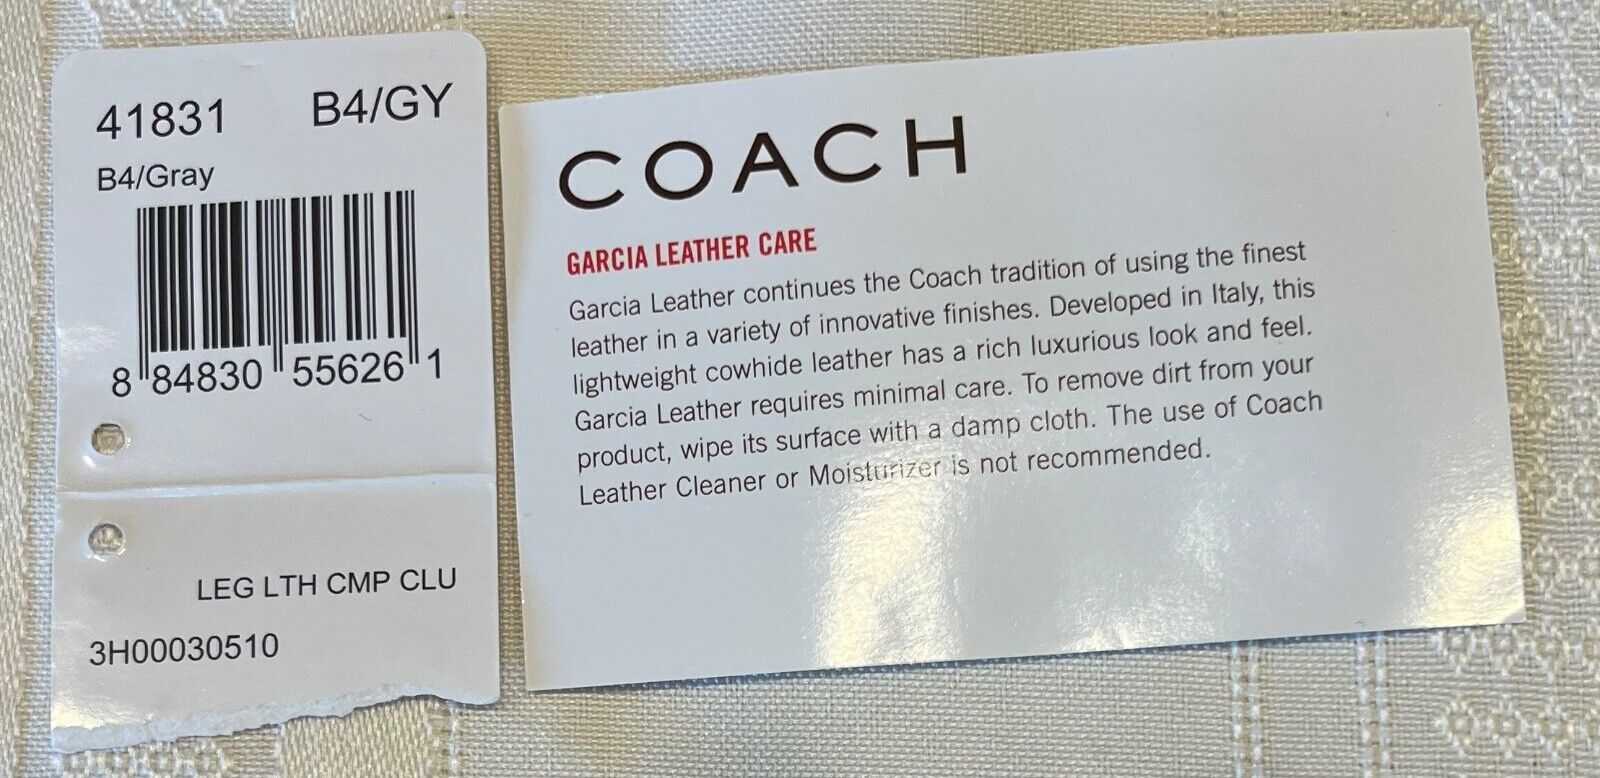 41831 B4/GY
B4/Gray
8 84830 55626 1
LEG LTH CMP CLU
3H00030510
COACH
GARCIA LEATHER CARE
Garcia Leather continues the Coach tradition of using the finest
leather in a variety of innovative finishes. Developed in Italy, this
lightweight cowhide leather has a rich luxurious look and feel.
Garcia Leather requires minimal care. To remove dirt from your
product, wipe its surface with a damp cloth. The use of Coach
Leather Cleaner or Moisturizer is not recommended.